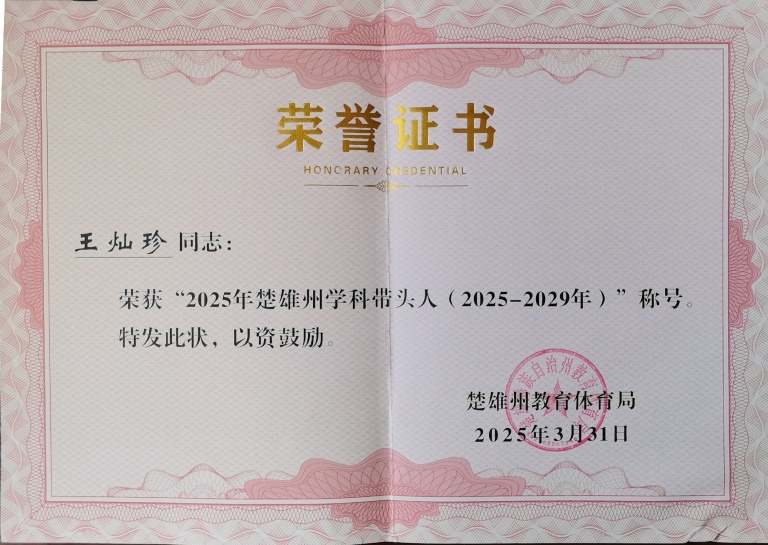 荣誉证书
HONORARY CREDENTIAL
王灿珍同志：
荣获“2025年楚雄州学科带头人（2025-2029年）”称号。
特发此状，以资鼓励。
楚雄州教育体育局
2025年3月31日